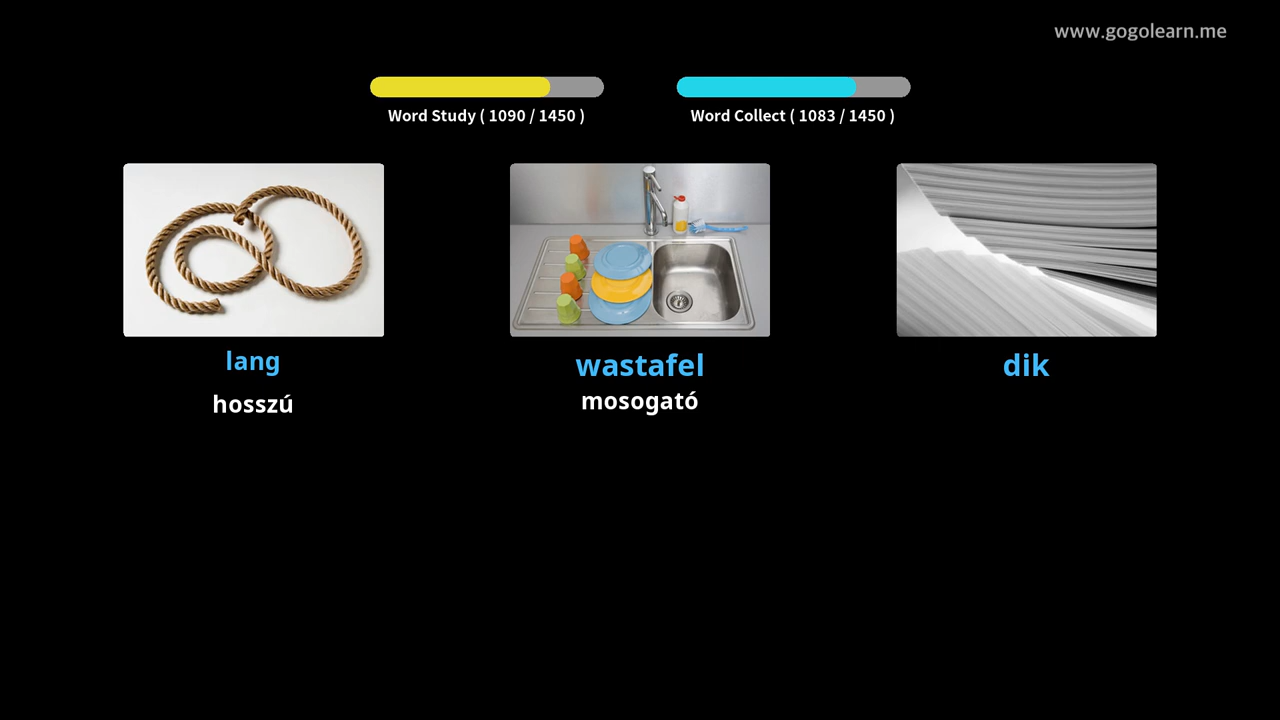 www.gogolearn.me
Word Study ( 1090 / 1450 )
Word Collect ( 1083 / 1450 )
lang
hosszú
wastafel
mosogató
dik